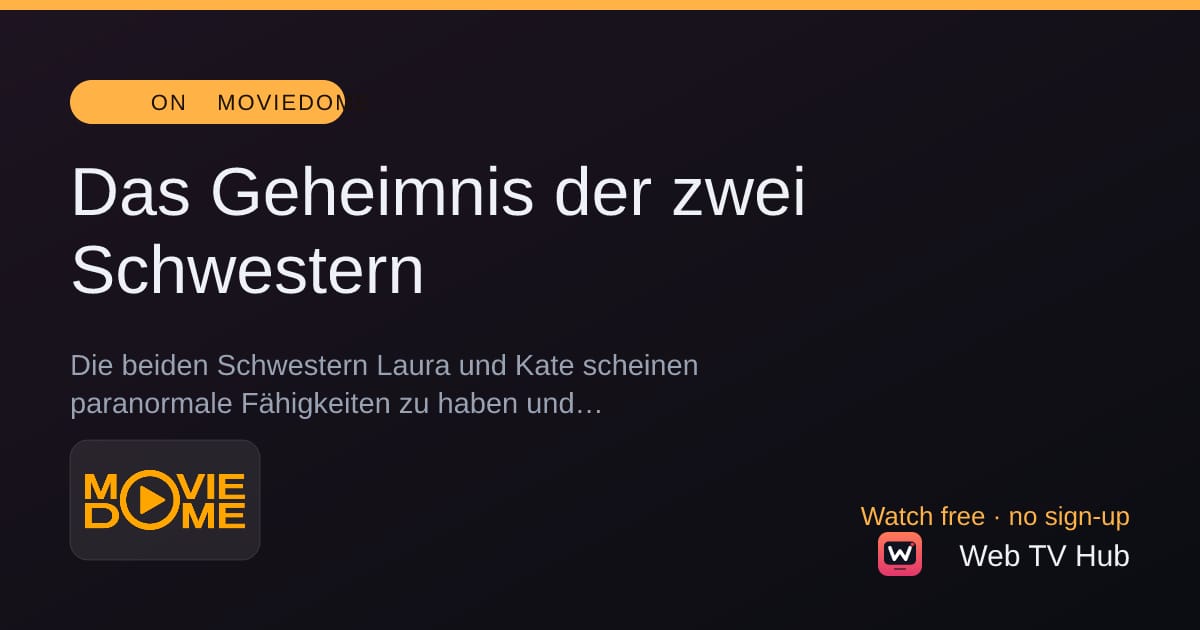 ON MOVIEDOME
Das Geheimnis der zwei
Schwestern
Die beiden Schwestern Laura und Kate scheinen
paranormale Fähigkeiten zu haben und…
MOVIE
DOME
Watch free · no sign-up
W
Web TV Hub